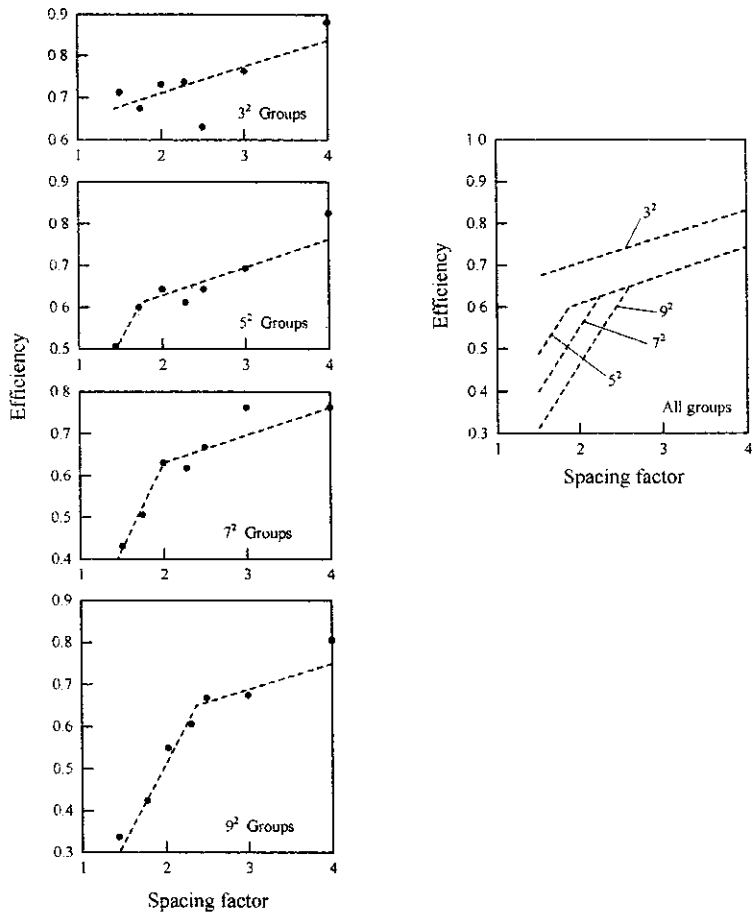 Efficiency
0.9
0.8
0.7
0.6
1 2 3 4
3² Groups
0.9
0.8
0.7
0.6
0.5
1 2 3 4
5² Groups
0.8
0.7
0.6
0.5
0.4
1 2 3 4
7² Groups
0.9
0.8
0.7
0.6
0.5
0.4
0.3
1 2 3 4
9² Groups
Spacing factor
Efficiency
1.0
0.9
0.8
0.7
0.6
0.5
0.4
0.3
1 2 3 4
3²
9²
7²
5²
All groups
Spacing factor